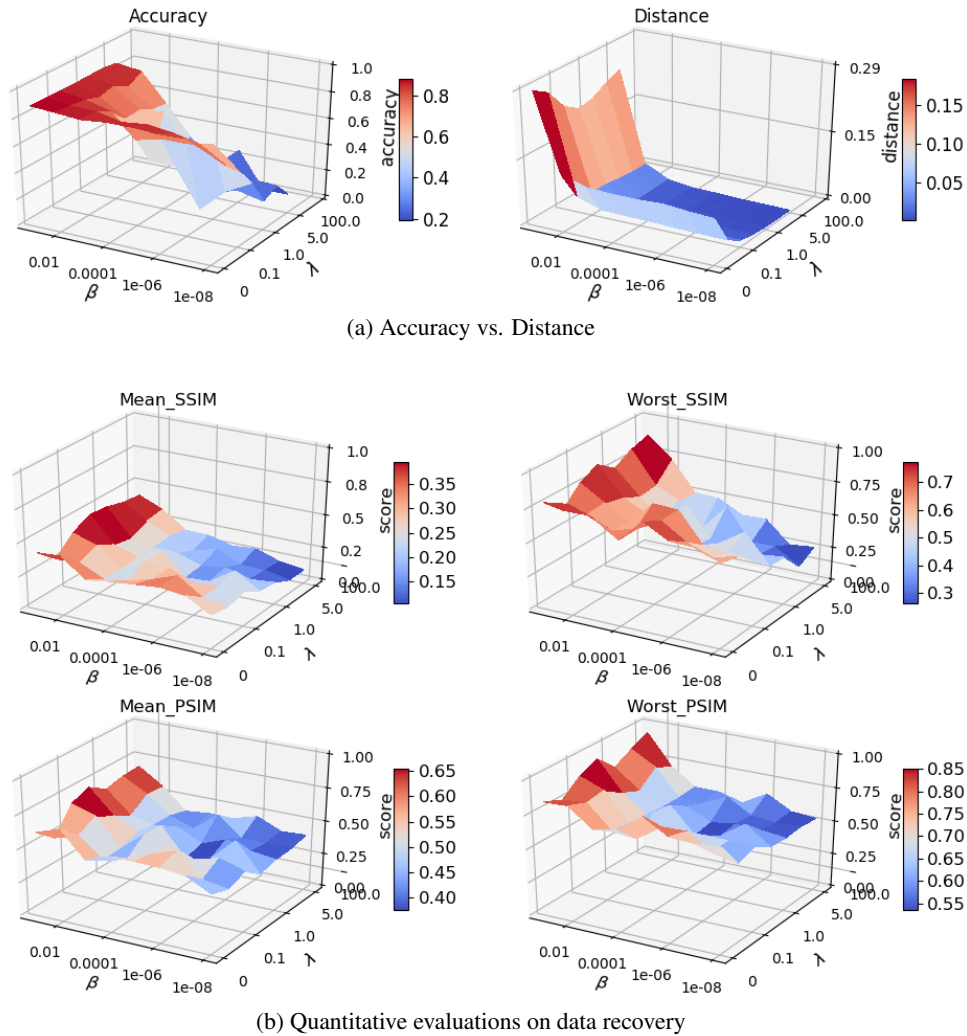 Accuracy
1.0
0.8
0.6
0.4
0.2
0.0
accuracy
0.8
0.6
0.4
0.2
0.01
0.0001
1e-06
1e-08
β
0
0.1
1.0
5.0
100.0
λ
Distance
0.29
0.15
0.00
distance
0.15
0.10
0.05
0.01
0.0001
1e-06
1e-08
β
0
0.1
1.0
5.0
100.0
λ
(a) Accuracy vs. Distance
Mean_SSIM
1.0
0.8
0.5
0.2
0.0
score
0.35
0.30
0.25
0.20
0.15
0.01
0.0001
1e-06
1e-08
β
0
0.1
1.0
5.0
100.0
λ
Worst_SSIM
1.00
0.75
0.50
0.25
0.00
score
0.7
0.6
0.5
0.4
0.3
0.01
0.0001
1e-06
1e-08
β
0
0.1
1.0
5.0
100.0
λ
Mean_PSIM
1.00
0.75
0.50
0.25
0.00
score
0.65
0.60
0.55
0.50
0.45
0.40
0.01
0.0001
1e-06
1e-08
β
0
0.1
1.0
5.0
100.0
λ
Worst_PSIM
1.00
0.75
0.50
0.25
0.00
score
0.85
0.80
0.75
0.70
0.65
0.60
0.55
0.01
0.0001
1e-06
1e-08
β
0
0.1
1.0
5.0
100.0
λ
(b) Quantitative evaluations on data recovery